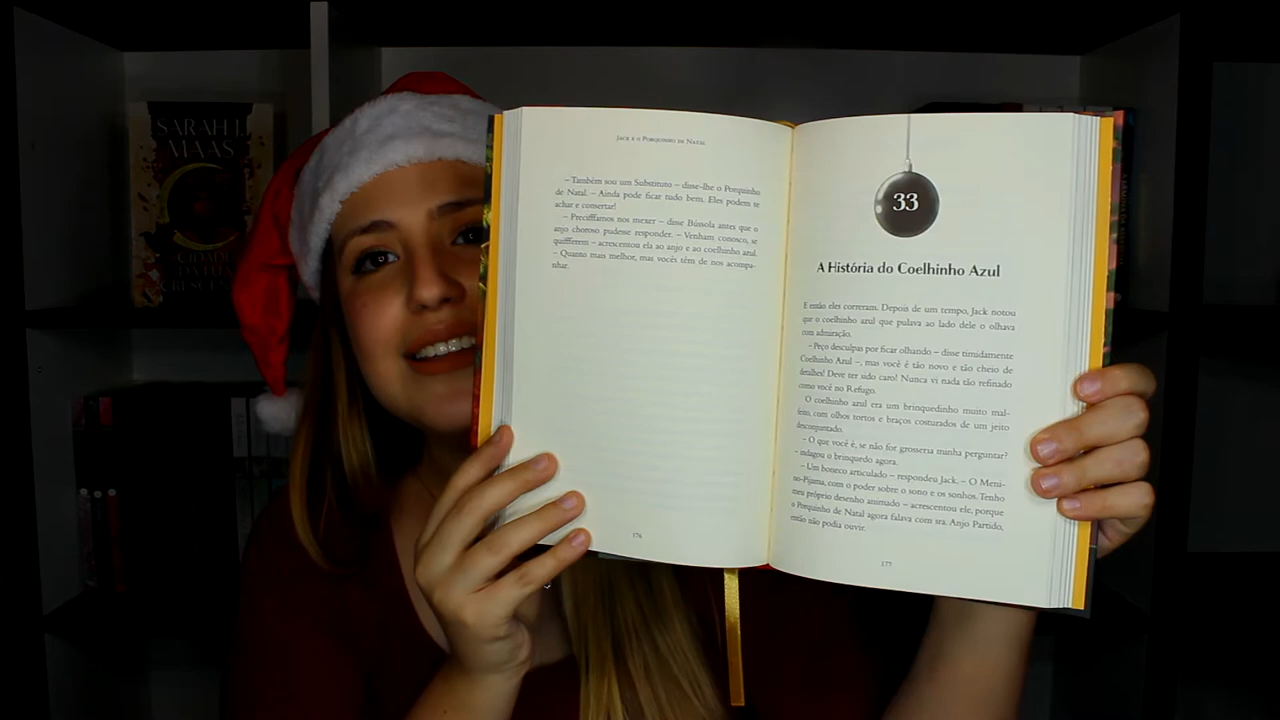 SARAH J.
MAAS
CIDADE
DA LUA
CRESCENTE
Jack e o Porquinho de Natal
– Também sou um Substituto – disse-lhe o Porquinho
de Natal. – Ainda pode ficar tudo bem. Eles podem te
achar e consertar!
– Precifffamos nos mexer – disse Bússola antes que o
anjo choroso pudesse responder. – Venham conosco, se
quiffferem – acrescentou ela ao anjo e ao coelhinho azul.
– Quanto mais melhor, mas vocês têm de nos acompa-
nhar.
176
33
A História do Coelhinho Azul
E então eles correram. Depois de um tempo, Jack notou
que o coelhinho azul que pulava ao lado dele o olhava
com admiração.
– Peço desculpas por ficar olhando – disse timidamente
Coelhinho Azul –, mas você é tão novo e tão cheio de
detalhes! Deve ter sido caro! Nunca vi nada tão refinado
como você no Refugo.
O coelhinho azul era um brinquedinho muito mal-
feito, com olhos tortos e braços costurados de um jeito
desconjuntado.
– O que você é, se não for grosseria minha perguntar?
– indagou o brinquedo agora.
– Um boneco articulado – respondeu Jack. – O Meni-
no-Pijama, com o poder sobre o sono e os sonhos. Tenho
meu próprio desenho animado – acrescentou ele, porque
o Porquinho de Natal agora falava com sra. Anjo Partido,
então não podia ouvir.
177